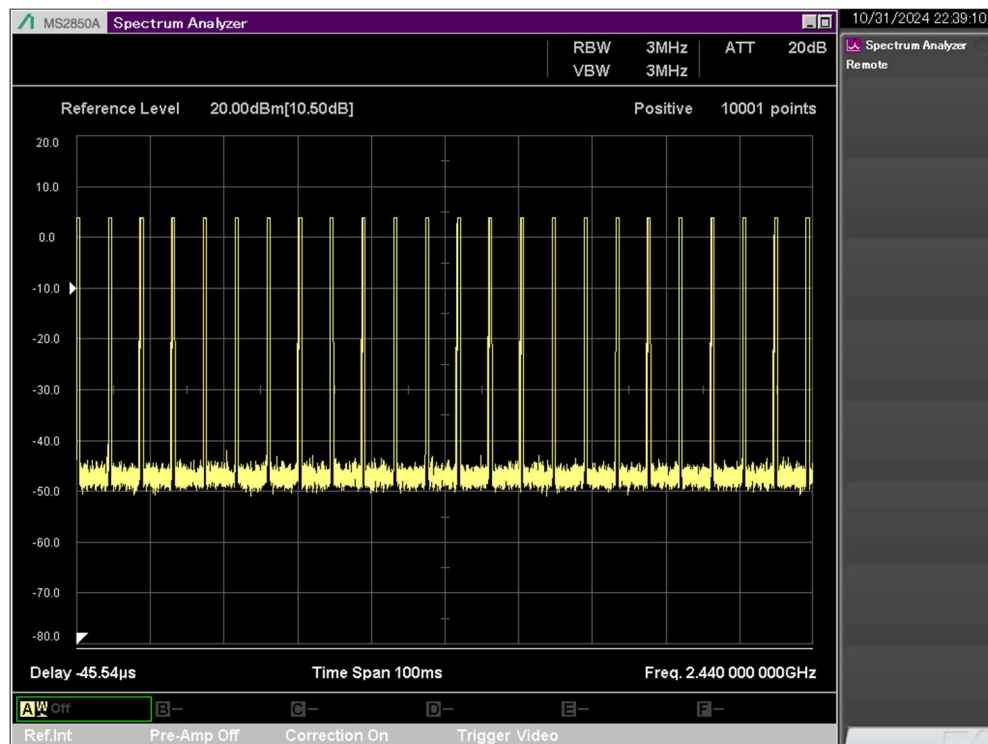 MS2850A Spectrum Analyzer
10/31/2024 22:39:10
Spectrum Analyzer
Remote
RBW 3MHz ATT 20dB
VBW 3MHz
Reference Level 20.00dBm[10.50dB] Positive 10001 points
20.0
10.0
0.0
-10.0
-20.0
-30.0
-40.0
-50.0
-60.0
-70.0
-80.0
Delay -45.54µs Time Span 100ms Freq. 2.440 000 000GHz
A W Off B- C- D- E- F-
Ref.Int Pre-Amp Off Correction On Trigger Video